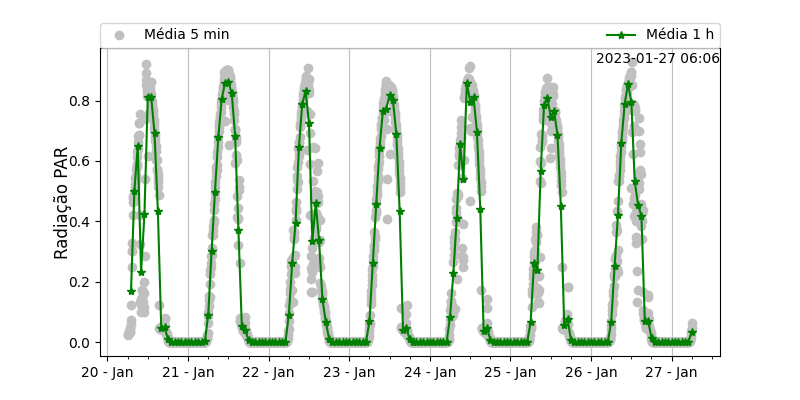 Média 5 min
Média 1 h
2023-01-27 06:06
Radiação PAR
0.8
0.6
0.4
0.2
0.0
20 - Jan
21 - Jan
22 - Jan
23 - Jan
24 - Jan
25 - Jan
26 - Jan
27 - Jan